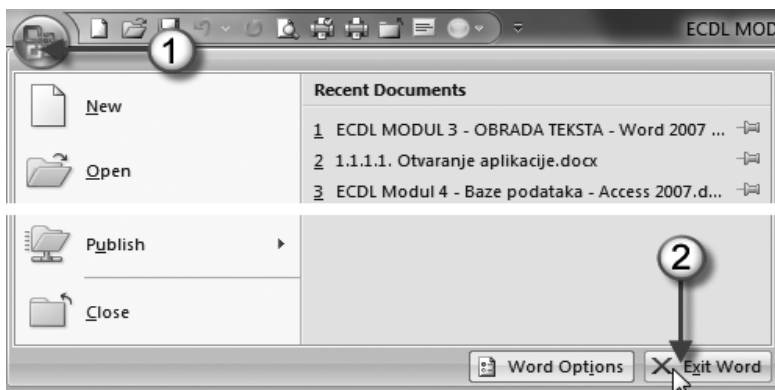 ECDL MOD
1
New
Open
Publish
Close
Recent Documents
1 ECDL MODUL 3 - OBRADA TEKSTA - Word 2007 ...
2 1.1.1.1. Otvaranje aplikacije.docx
3 ECDL Modul 4 - Baze podataka - Access 2007.d...
2
Word Options
Exit Word